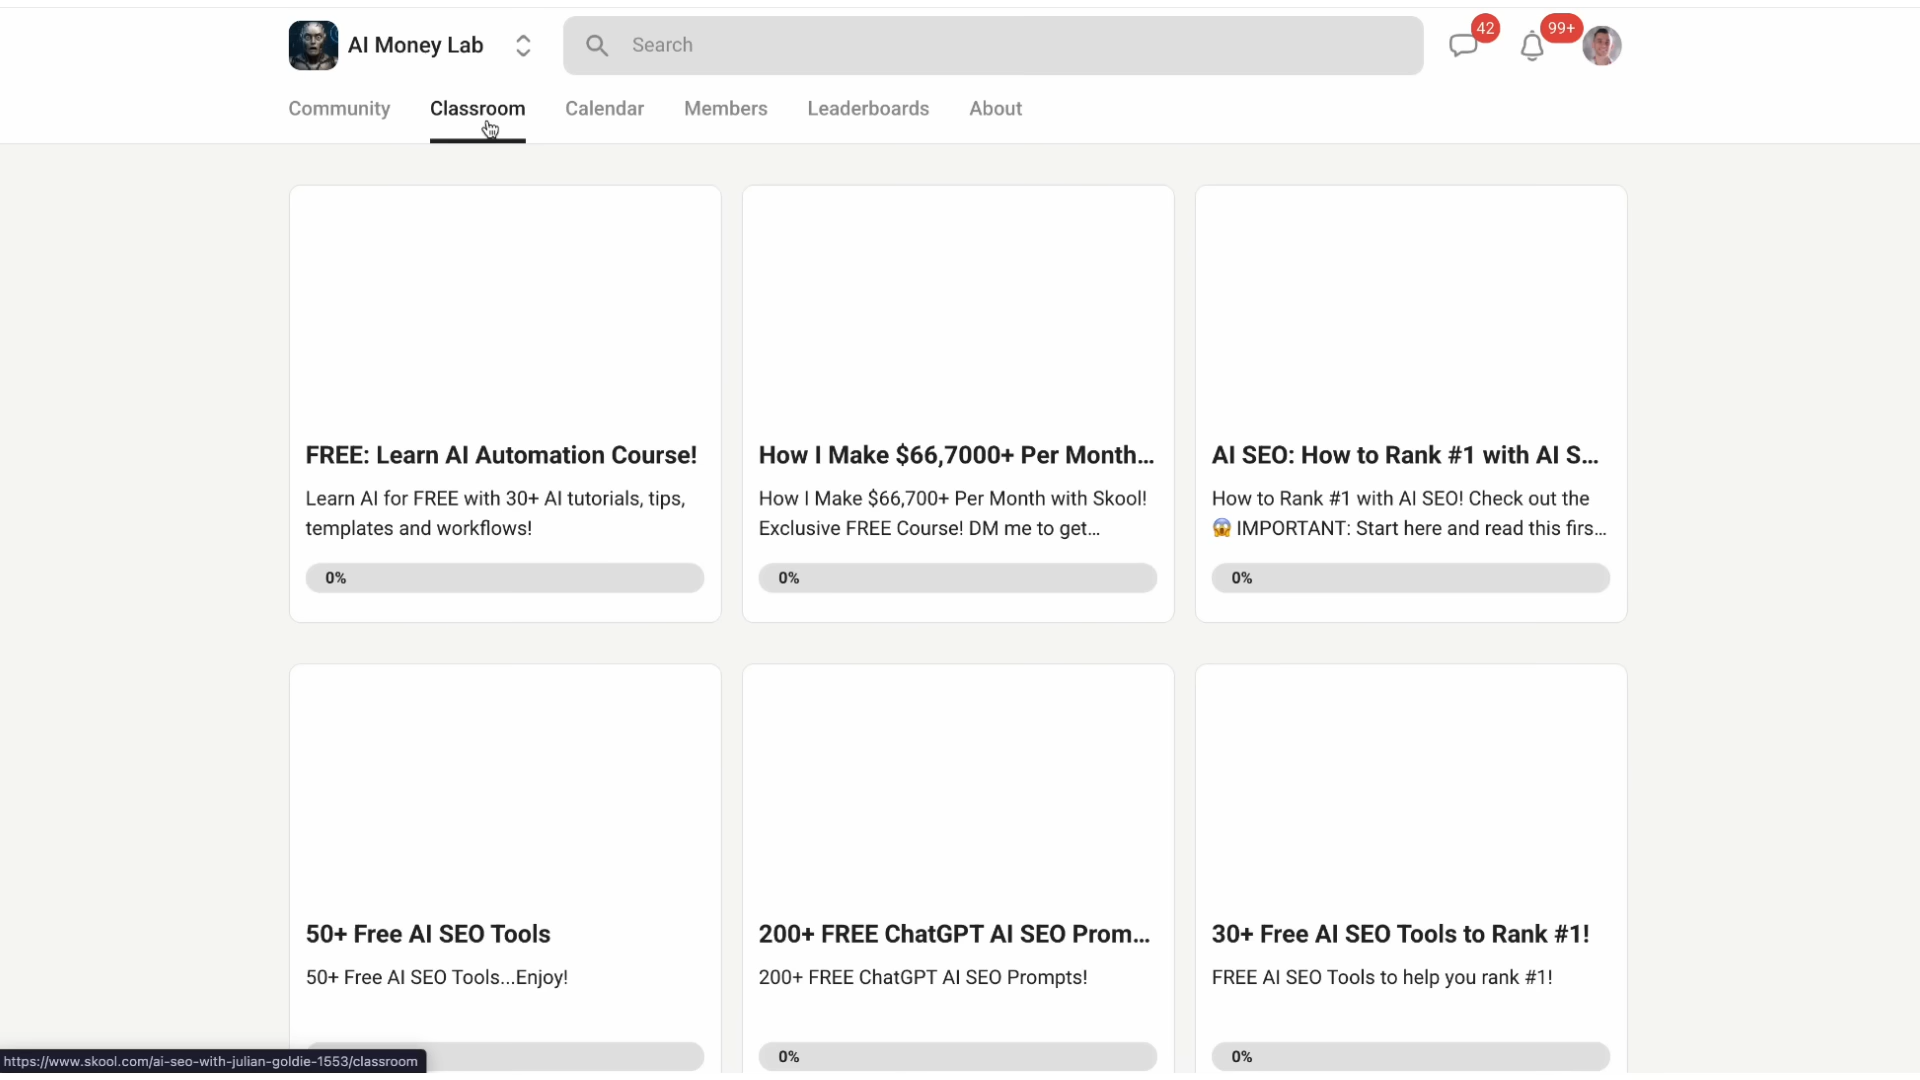 AI Money Lab
Search
42
99+
Community
Classroom
Calendar
Members
Leaderboards
About
FREE: Learn AI Automation Course!
Learn AI for FREE with 30+ AI tutorials, tips,
templates and workflows!
0%
How I Make $66,7000+ Per Month...
How I Make $66,700+ Per Month with Skool!
Exclusive FREE Course! DM me to get...
0%
AI SEO: How to Rank #1 with AI S...
How to Rank #1 with AI SEO! Check out the
😱 IMPORTANT: Start here and read this firs...
0%
50+ Free AI SEO Tools
50+ Free AI SEO Tools...Enjoy!
200+ FREE ChatGPT AI SEO Prom...
200+ FREE ChatGPT AI SEO Prompts!
0%
30+ Free AI SEO Tools to Rank #1!
FREE AI SEO Tools to help you rank #1!
0%
https://www.skool.com/ai-seo-with-julian-goldie-1553/classroom